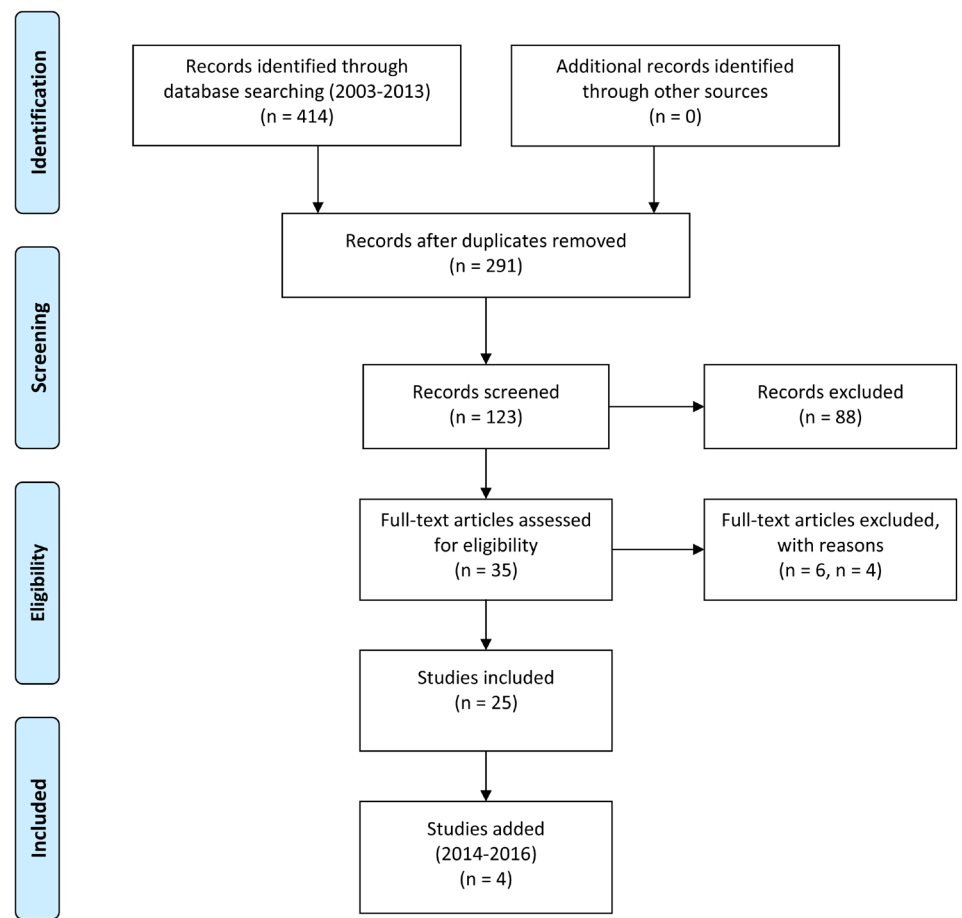 Identification
Records identified through
database searching (2003-2013)
(n = 414)
Additional records identified
through other sources
(n = 0)
Records after duplicates removed
(n = 291)
Screening
Records screened
(n = 123)
Records excluded
(n = 88)
Eligibility
Full-text articles assessed
for eligibility
(n = 35)
Full-text articles excluded,
with reasons
(n = 6, n = 4)
Studies included
(n = 25)
Included
Studies added
(2014-2016)
(n = 4)